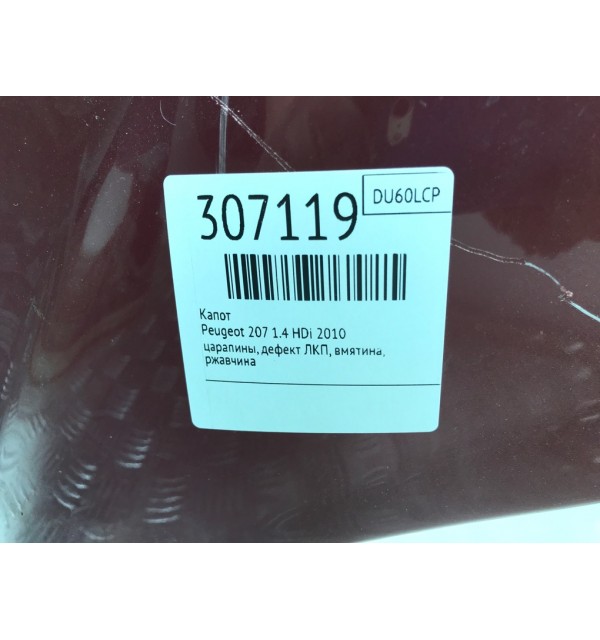 307119
DU60LCP
Капот
Peugeot 207 1.4 HDi 2010
царапины, дефект ЛКП, вмятина,
ржавчина